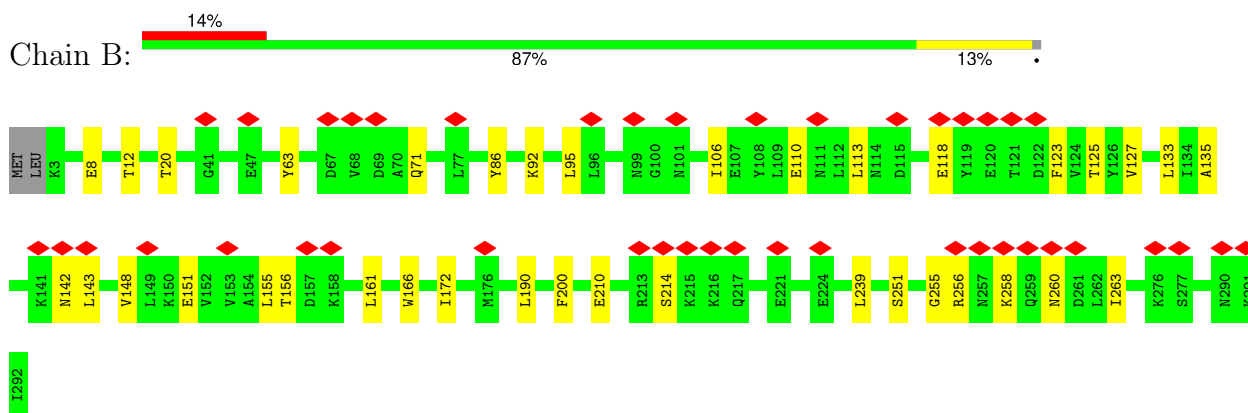 14%
Chain B:
87% 13% •
MET LEU K3 E8 T12 T20 G41 E47 Y63 D67 V68 D69 A70 Q71 L77 Y86 K92 L95 L96 N99 G100 N101 I106 E107 Y108 L109 E110 N111 L112 L113 N114 D115 E118 Y119 E120 T121 D122 F123 V124 T125 Y126 V127 L133 I134 A135
K141 N142 L143 V148 L149 K150 E151 V152 V153 A154 L155 T156 D157 K158 L161 W166 I172 M176 L190 F200 E210 R213 S214 K215 K216 Q217 E221 E224 L239 S251 G255 R256 N257 K258 Q259 N260 D261 L262 I263 K276 S277 N290
I292